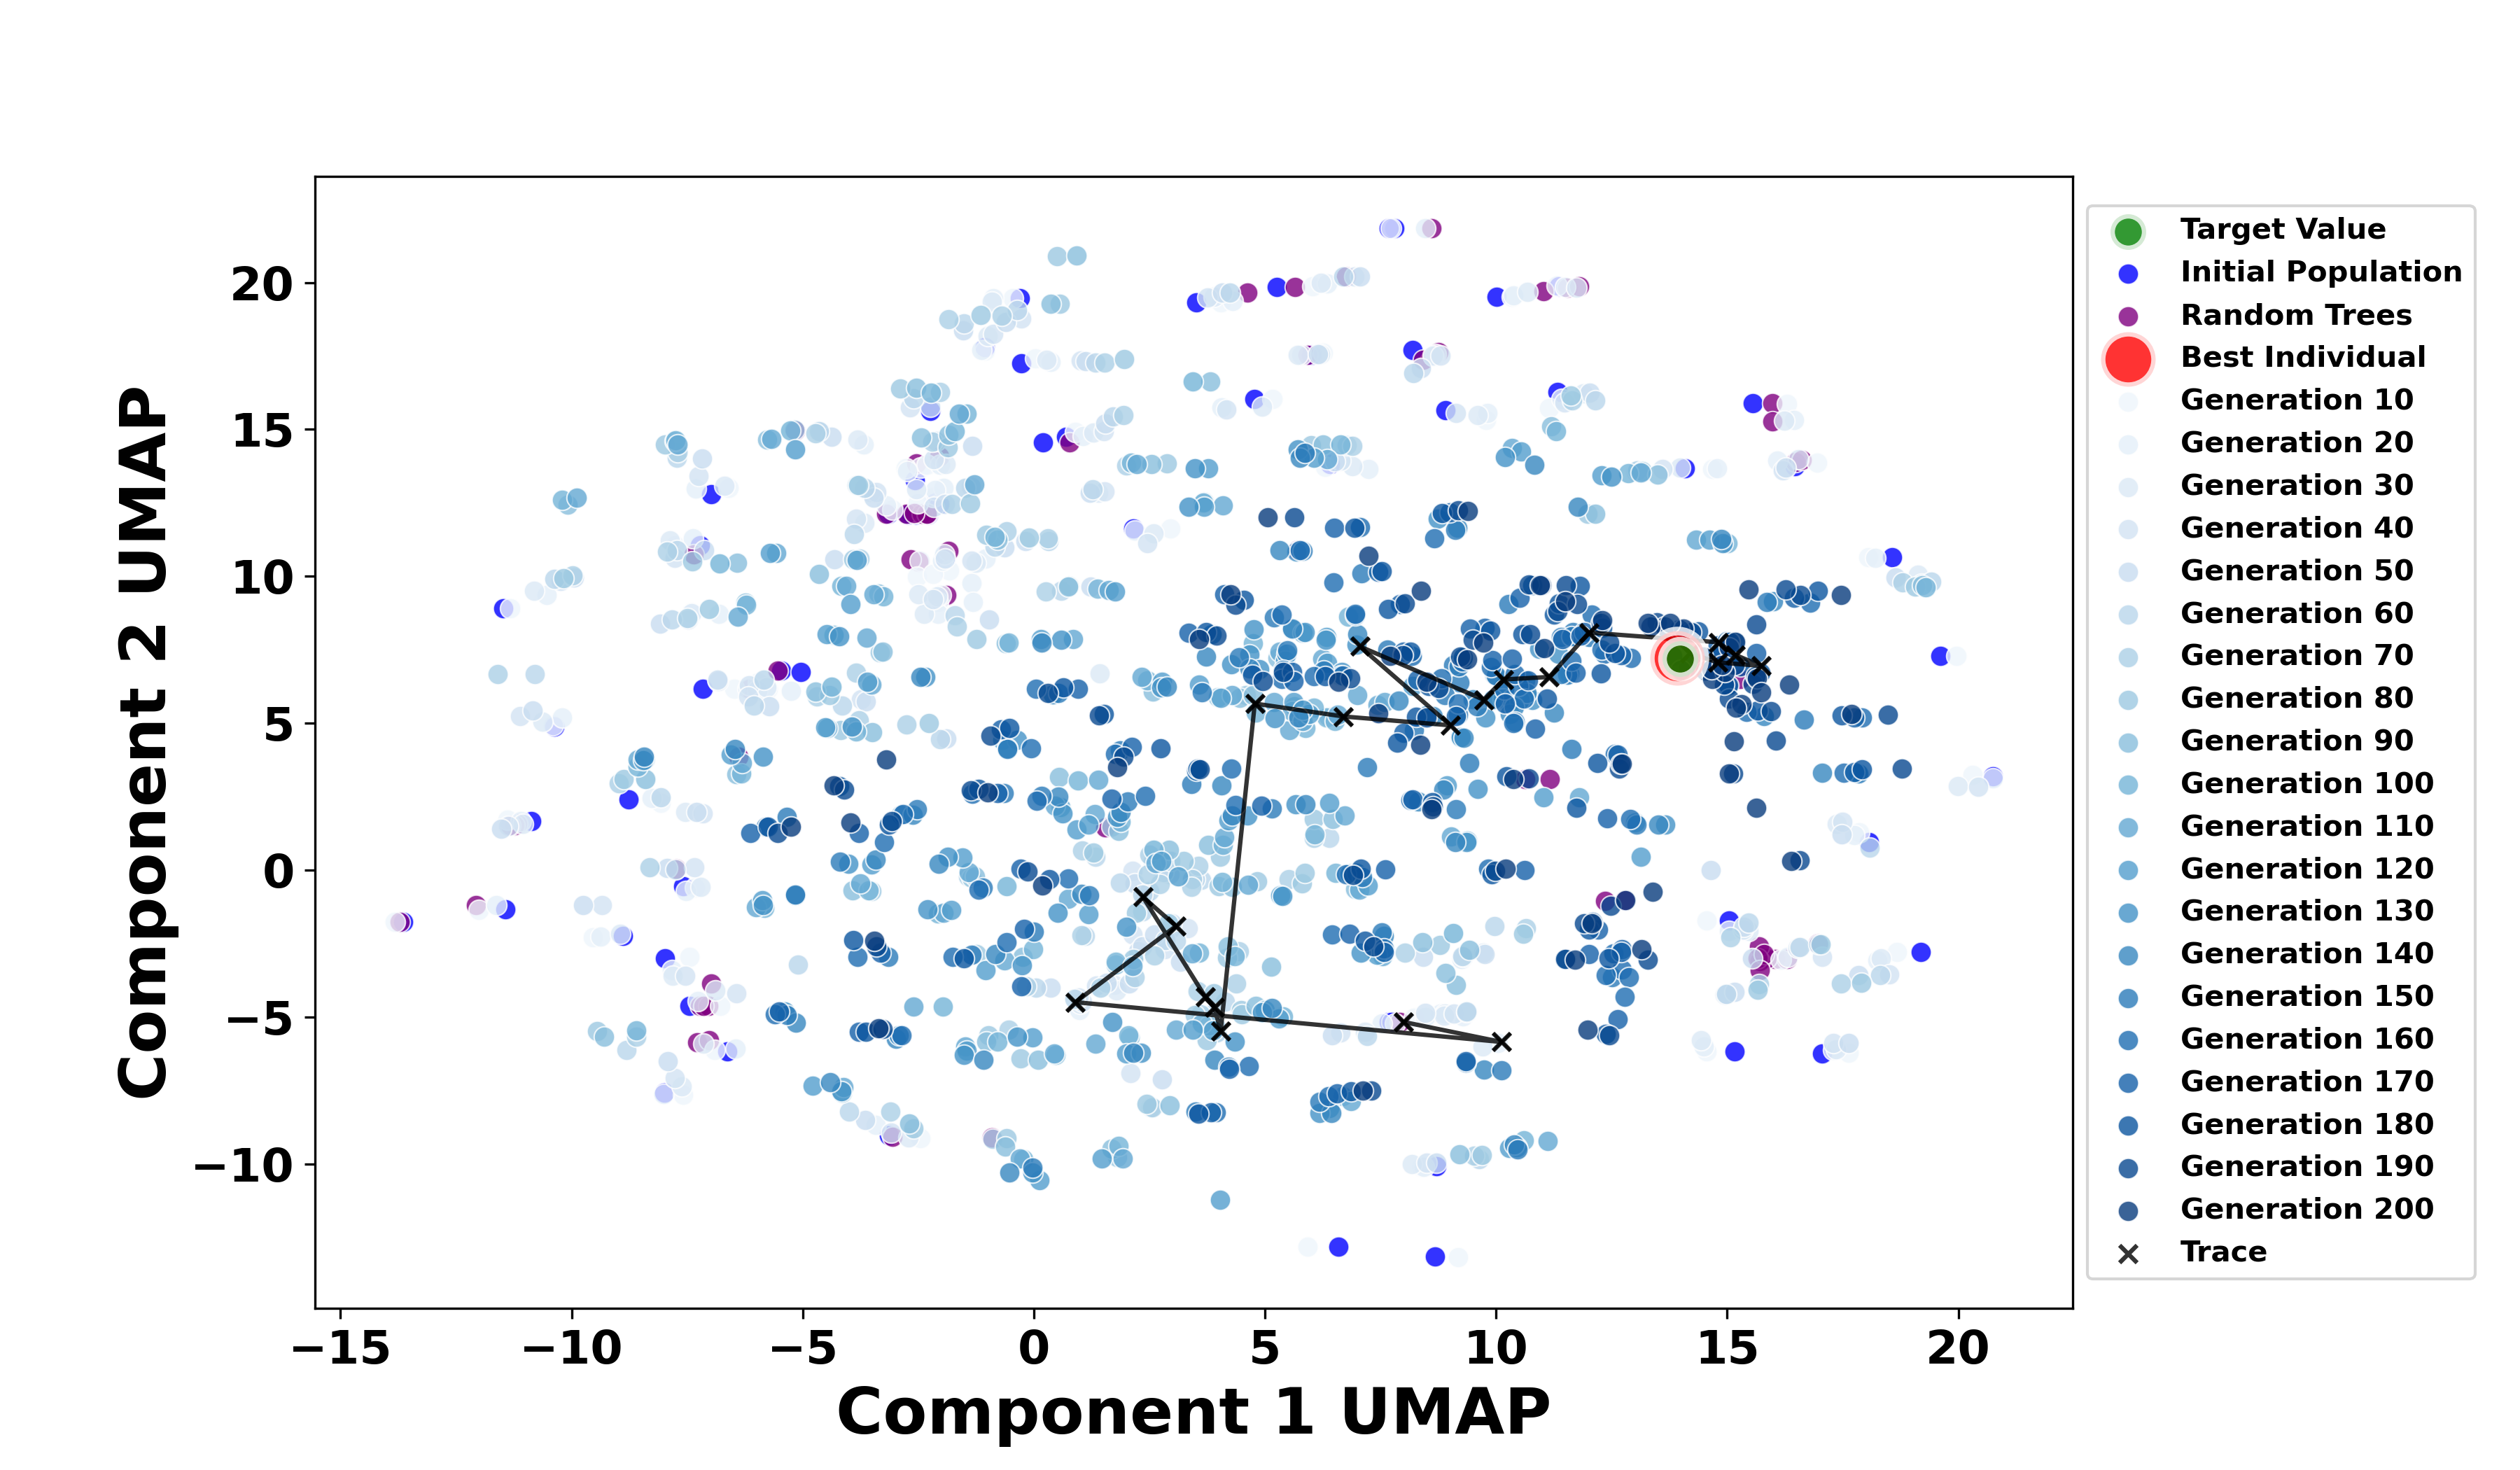 20
15
10
5
0
−5
−10
Component 2 UMAP
−15
−10
−5
0
5
10
15
20
Component 1 UMAP
Target Value
Initial Population
Random Trees
Best Individual
Generation 10
Generation 20
Generation 30
Generation 40
Generation 50
Generation 60
Generation 70
Generation 80
Generation 90
Generation 100
Generation 110
Generation 120
Generation 130
Generation 140
Generation 150
Generation 160
Generation 170
Generation 180
Generation 190
Generation 200
Trace